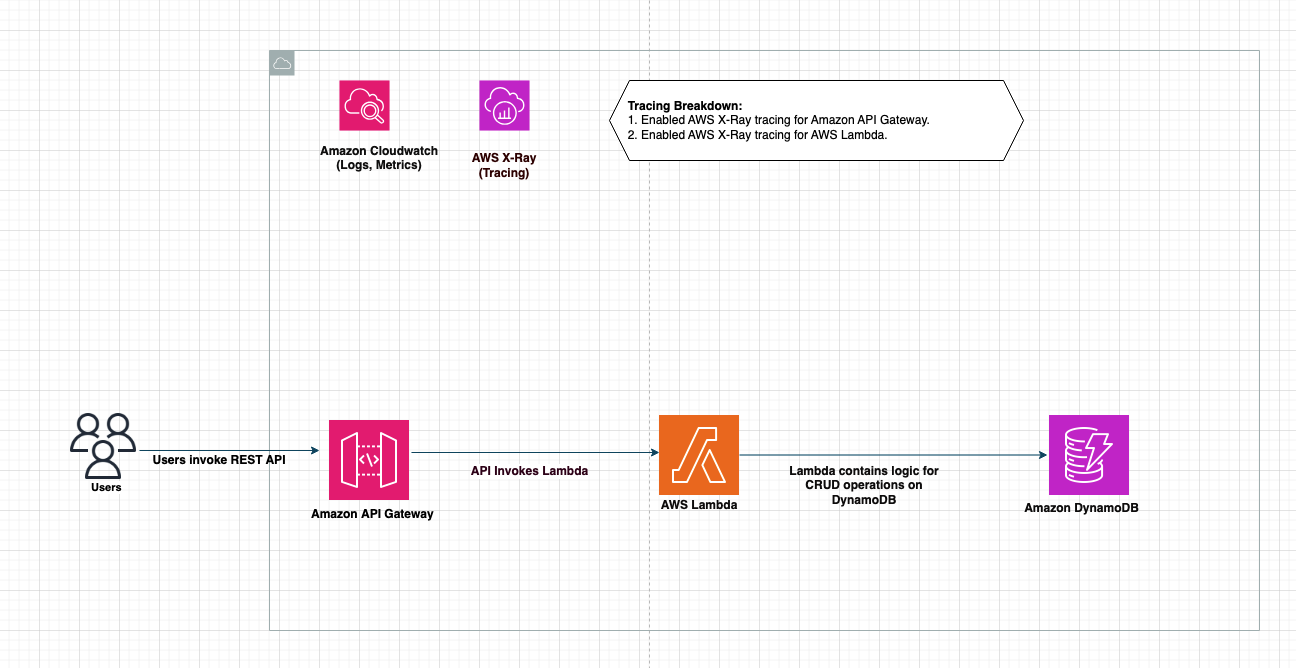 Tracing Breakdown:
1. Enabled AWS X-Ray tracing for Amazon API Gateway.
2. Enabled AWS X-Ray tracing for AWS Lambda.
Amazon Cloudwatch
(Logs, Metrics)
AWS X-Ray
(Tracing)
Users invoke REST API
Users
Amazon API Gateway
API Invokes Lambda
AWS Lambda
Lambda contains logic for
CRUD operations on
DynamoDB
Amazon DynamoDB